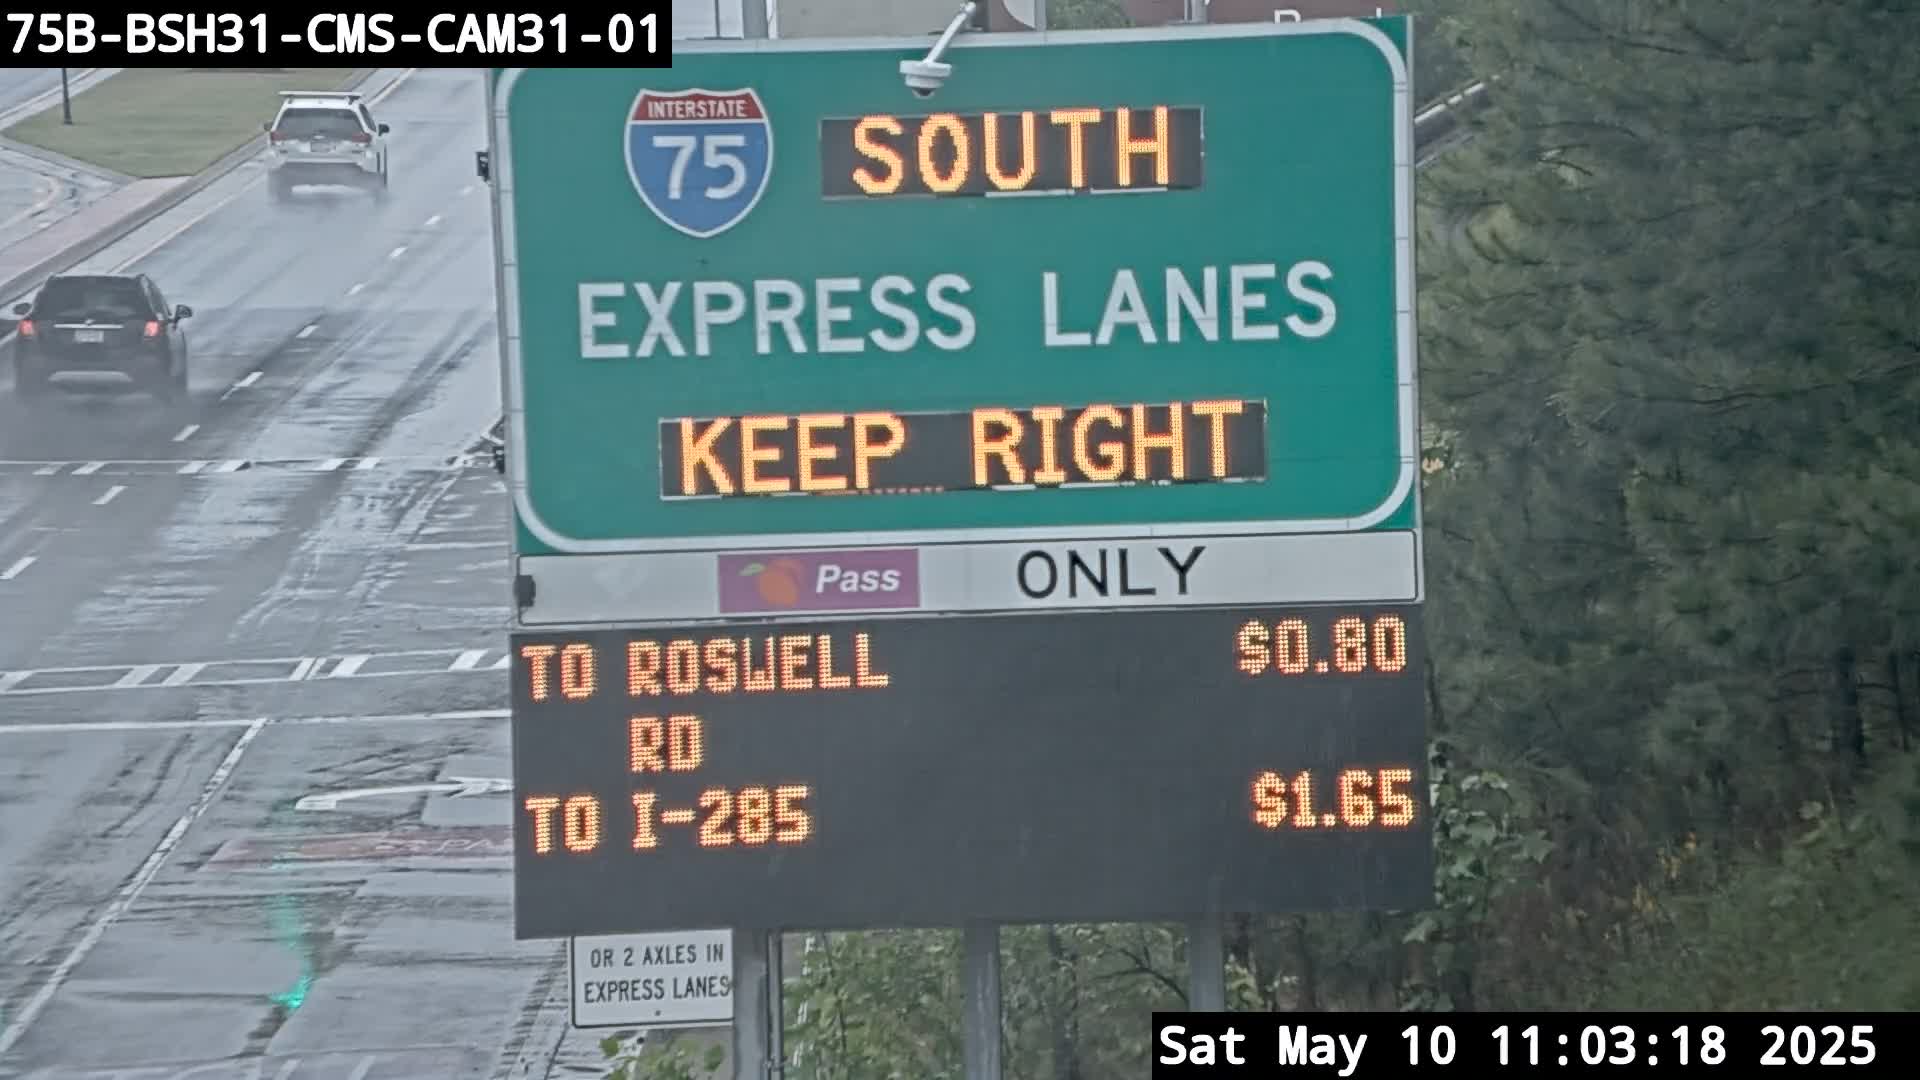 75B-BSH31-CMS-CAM31-01
INTERSTATE
75
SOUTH
EXPRESS LANES
KEEP RIGHT
Pass ONLY
TO ROSWELL $0.80
RD
TO I-285 $1.65
OR 2 AXLES IN
EXPRESS LANES
Sat May 10 11:03:18 2025